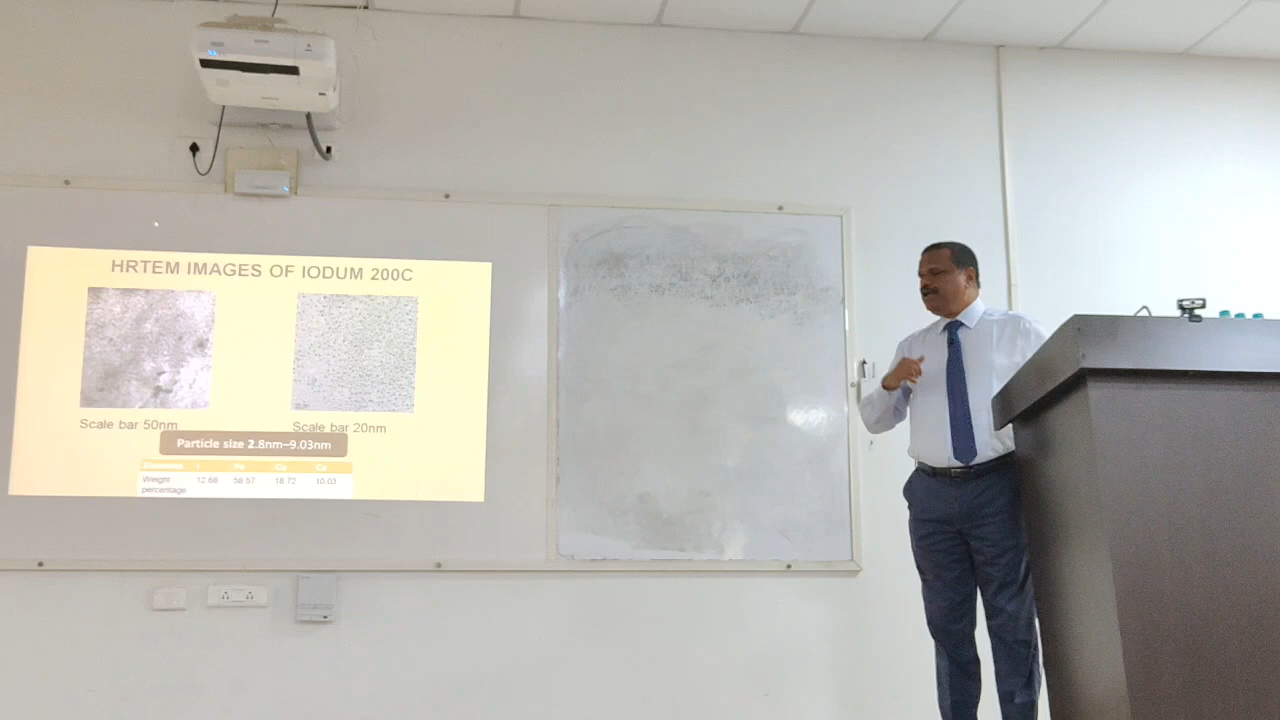 HRTEM IMAGES OF IODUM 200C
Scale bar 50nm
Scale bar 20nm
Particle size 2.8nm–9.03nm
Elements I
Weight percentage 12.68 58.57 18.72 10.03